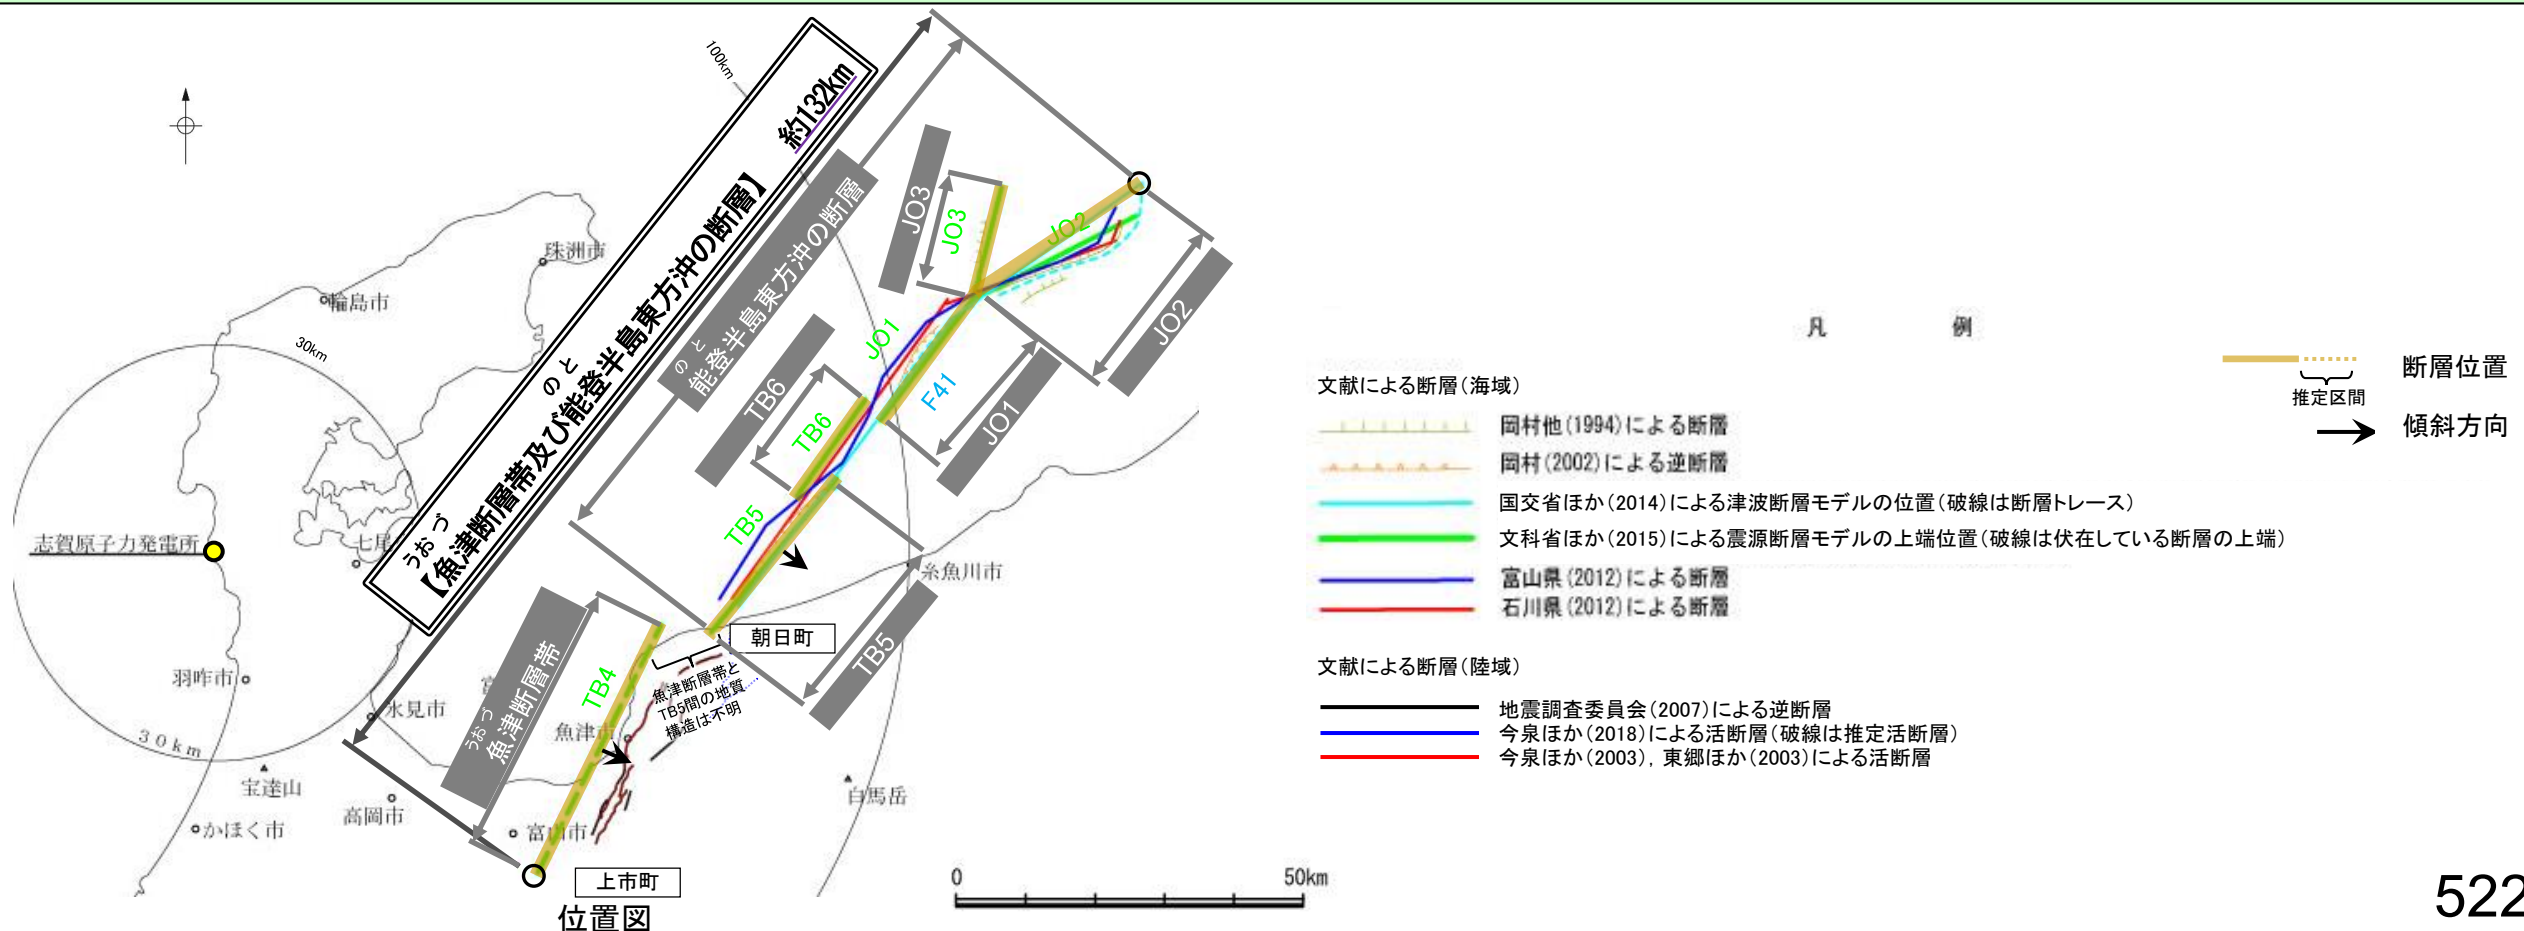 100km
うおづ のと
【魚津断層帯及び能登半島東方沖の断層】 約132km
のと
能登半島東方沖の断層
JO3
JO3
JO2
JO2
JO1
F41
JO1
TB6
TB6
TB5
TB5
珠洲市
輪島市
30km
志賀原子力発電所
七尾
糸魚川市
朝日町
うおづ
魚津断層帯
TB4
魚津断層帯と
TB5間の地質
構造は不明
魚津市
羽咋市
氷見市
30km
宝達山
高岡市
かほく市
富山市
白馬岳
上市町
位置図
0 50km
凡 例
文献による断層(海域)
岡村他(1994)による断層
岡村(2002)による逆断層
国交省ほか(2014)による津波断層モデルの位置(破線は断層トレース)
文科省ほか(2015)による震源断層モデルの上端位置(破線は伏在している断層の上端)
富山県(2012)による断層
石川県(2012)による断層
文献による断層(陸域)
地震調査委員会(2007)による逆断層
今泉ほか(2018)による活断層(破線は推定活断層)
今泉ほか(2003), 東郷ほか(2003)による活断層
断層位置
推定区間
傾斜方向
522